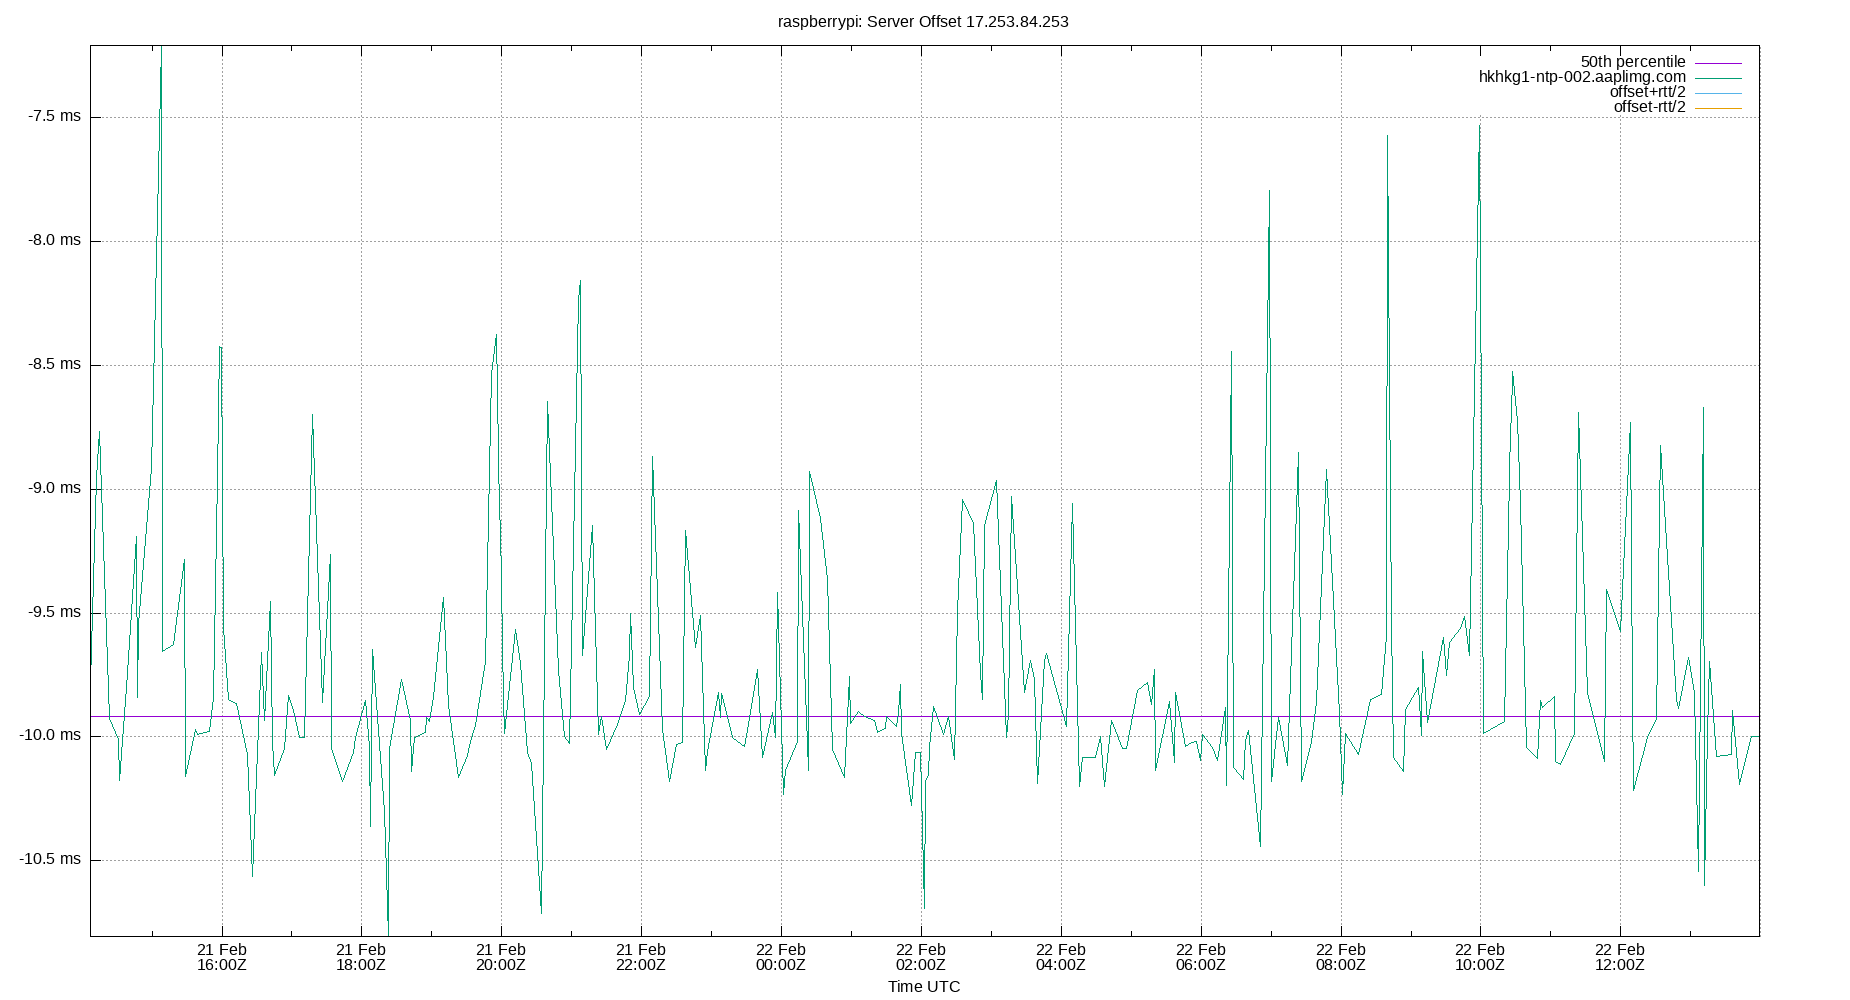 raspberrypi: Server Offset 17.253.84.253
50th percentile
hkhkg1-ntp-002.aaplimg.com
offset+rtt/2
offset-rtt/2
-7.5 ms
-8.0 ms
-8.5 ms
-9.0 ms
-9.5 ms
-10.0 ms
-10.5 ms
21 Feb 21 Feb 21 Feb 21 Feb 22 Feb 22 Feb 22 Feb 22 Feb 22 Feb 22 Feb 22 Feb
16:00Z 18:00Z 20:00Z 22:00Z 00:00Z 02:00Z 04:00Z 06:00Z 08:00Z 10:00Z 12:00Z
Time UTC